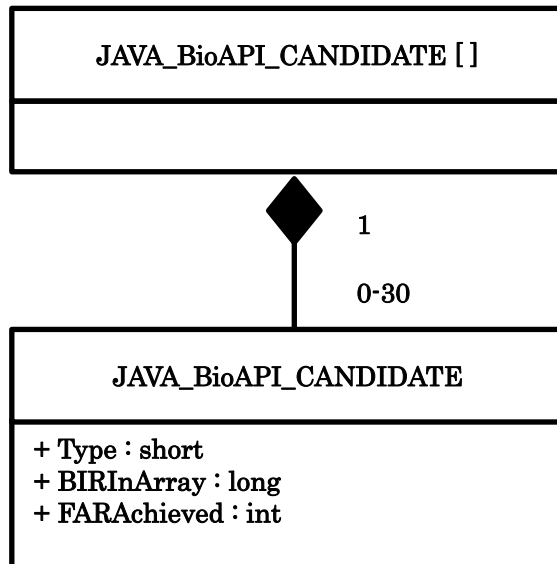 JAVA_BioAPI_CANDIDATE [ ]
1
0-30
JAVA_BioAPI_CANDIDATE
+ Type : short
+ BIRInArray : long
+ FARAchieved : int